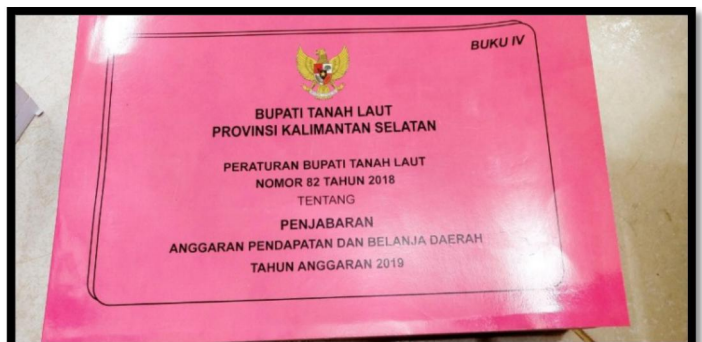 BUKU IV
BUPATI TANAH LAUT
PROVINSI KALIMANTAN SELATAN
PERATURAN BUPATI TANAH LAUT
NOMOR 82 TAHUN 2018
TENTANG
PENJABARAN
ANGGARAN PENDAPATAN DAN BELANJA DAERAH
TAHUN ANGGARAN 2019